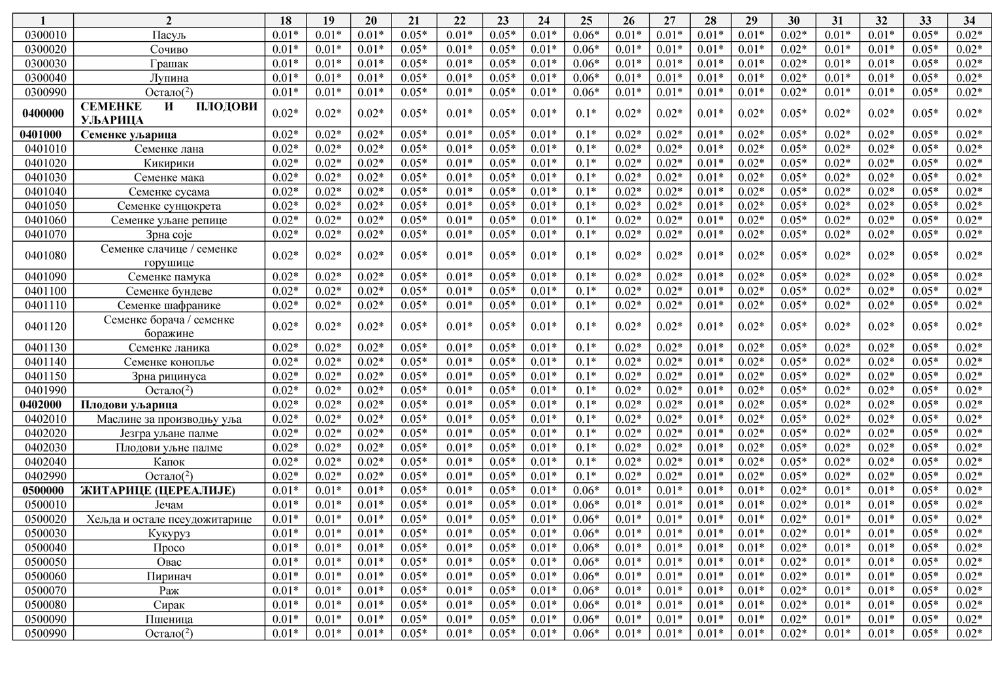 1 2 18 19 20 21 22 23 24 25 26 27 28 29 30 31 32 33 34
0300010 Пасуљ 0.01* 0.01* 0.01* 0.05* 0.01* 0.05* 0.01* 0.06* 0.01* 0.01* 0.01* 0.01* 0.02* 0.01* 0.01* 0.05* 0.02*
0300020 Сочиво 0.01* 0.01* 0.01* 0.05* 0.01* 0.05* 0.01* 0.06* 0.01* 0.01* 0.01* 0.01* 0.02* 0.01* 0.01* 0.05* 0.02*
0300030 Грашак 0.01* 0.01* 0.01* 0.05* 0.01* 0.05* 0.01* 0.06* 0.01* 0.01* 0.01* 0.01* 0.02* 0.01* 0.01* 0.05* 0.02*
0300040 Лупина 0.01* 0.01* 0.01* 0.05* 0.01* 0.05* 0.01* 0.06* 0.01* 0.01* 0.01* 0.01* 0.02* 0.01* 0.01* 0.05* 0.02*
0300990 Остало(2) 0.01* 0.01* 0.01* 0.05* 0.01* 0.05* 0.01* 0.06* 0.01* 0.01* 0.01* 0.01* 0.02* 0.01* 0.01* 0.05* 0.02*
СЕМЕНКЕ И ПЛОДОВИ
0400000 УЉАРИЦА 0.02* 0.02* 0.02* 0.05* 0.01* 0.05* 0.01* 0.1* 0.02* 0.02* 0.01* 0.02* 0.05* 0.02* 0.02* 0.05* 0.02*
0401000 Семенке уљарица 0.02* 0.02* 0.02* 0.05* 0.01* 0.05* 0.01* 0.1* 0.02* 0.02* 0.01* 0.02* 0.05* 0.02* 0.02* 0.05* 0.02*
0401010 Семенке лана 0.02* 0.02* 0.02* 0.05* 0.01* 0.05* 0.01* 0.1* 0.02* 0.02* 0.01* 0.02* 0.05* 0.02* 0.02* 0.05* 0.02*
0401020 Кикирики 0.02* 0.02* 0.02* 0.05* 0.01* 0.05* 0.01* 0.1* 0.02* 0.02* 0.01* 0.02* 0.05* 0.02* 0.02* 0.05* 0.02*
0401030 Семенке мака 0.02* 0.02* 0.02* 0.05* 0.01* 0.05* 0.01* 0.1* 0.02* 0.02* 0.01* 0.02* 0.05* 0.02* 0.02* 0.05* 0.02*
0401040 Семенке сусама 0.02* 0.02* 0.02* 0.05* 0.01* 0.05* 0.01* 0.1* 0.02* 0.02* 0.01* 0.02* 0.05* 0.02* 0.02* 0.05* 0.02*
0401050 Семенке сунцокрета 0.02* 0.02* 0.02* 0.05* 0.01* 0.05* 0.01* 0.1* 0.02* 0.02* 0.01* 0.02* 0.05* 0.02* 0.02* 0.05* 0.02*
0401060 Семенке уљане репице 0.02* 0.02* 0.02* 0.05* 0.01* 0.05* 0.01* 0.1* 0.02* 0.02* 0.01* 0.02* 0.05* 0.02* 0.02* 0.05* 0.02*
0401070 Зрна соје 0.02* 0.02* 0.02* 0.05* 0.01* 0.05* 0.01* 0.1* 0.02* 0.02* 0.01* 0.02* 0.05* 0.02* 0.02* 0.05* 0.02*
Семенке слачице / семенке
0401080 горушице 0.02* 0.02* 0.02* 0.05* 0.01* 0.05* 0.01* 0.1* 0.02* 0.02* 0.01* 0.02* 0.05* 0.02* 0.02* 0.05* 0.02*
0401090 Семенке памука 0.02* 0.02* 0.02* 0.05* 0.01* 0.05* 0.01* 0.1* 0.02* 0.02* 0.01* 0.02* 0.05* 0.02* 0.02* 0.05* 0.02*
0401100 Семенке бундеве 0.02* 0.02* 0.02* 0.05* 0.01* 0.05* 0.01* 0.1* 0.02* 0.02* 0.01* 0.02* 0.05* 0.02* 0.02* 0.05* 0.02*
0401110 Семенке шафранике 0.02* 0.02* 0.02* 0.05* 0.01* 0.05* 0.01* 0.1* 0.02* 0.02* 0.01* 0.02* 0.05* 0.02* 0.02* 0.05* 0.02*
Семенке борача / семенке
0401120 боражине 0.02* 0.02* 0.02* 0.05* 0.01* 0.05* 0.01* 0.1* 0.02* 0.02* 0.01* 0.02* 0.05* 0.02* 0.02* 0.05* 0.02*
0401130 Семенке ланика 0.02* 0.02* 0.02* 0.05* 0.01* 0.05* 0.01* 0.1* 0.02* 0.02* 0.01* 0.02* 0.05* 0.02* 0.02* 0.05* 0.02*
0401140 Семенке конопље 0.02* 0.02* 0.02* 0.05* 0.01* 0.05* 0.01* 0.1* 0.02* 0.02* 0.01* 0.02* 0.05* 0.02* 0.02* 0.05* 0.02*
0401150 Зрна рицинуса 0.02* 0.02* 0.02* 0.05* 0.01* 0.05* 0.01* 0.1* 0.02* 0.02* 0.01* 0.02* 0.05* 0.02* 0.02* 0.05* 0.02*
0401990 Остало(2) 0.02* 0.02* 0.02* 0.05* 0.01* 0.05* 0.01* 0.1* 0.02* 0.02* 0.01* 0.02* 0.05* 0.02* 0.02* 0.05* 0.02*
0402000 Плодови уљарица 0.02* 0.02* 0.02* 0.05* 0.01* 0.05* 0.01* 0.1* 0.02* 0.02* 0.01* 0.02* 0.05* 0.02* 0.02* 0.05* 0.02*
0402010 Маслине за производњу уља 0.02* 0.02* 0.02* 0.05* 0.01* 0.05* 0.01* 0.1* 0.02* 0.02* 0.01* 0.02* 0.05* 0.02* 0.02* 0.05* 0.02*
0402020 Језгра уљане палме 0.02* 0.02* 0.02* 0.05* 0.01* 0.05* 0.01* 0.1* 0.02* 0.02* 0.01* 0.02* 0.05* 0.02* 0.02* 0.05* 0.02*
0402030 Плодови уљне палме 0.02* 0.02* 0.02* 0.05* 0.01* 0.05* 0.01* 0.1* 0.02* 0.02* 0.01* 0.02* 0.05* 0.02* 0.02* 0.05* 0.02*
0402040 Капок 0.02* 0.02* 0.02* 0.05* 0.01* 0.05* 0.01* 0.1* 0.02* 0.02* 0.01* 0.02* 0.05* 0.02* 0.02* 0.05* 0.02*
0402990 Остало(2) 0.02* 0.02* 0.02* 0.05* 0.01* 0.05* 0.01* 0.1* 0.02* 0.02* 0.01* 0.02* 0.05* 0.02* 0.02* 0.05* 0.02*
0500000 ЖИТАРИЦЕ (ЦЕРЕАЛИЈЕ) 0.01* 0.01* 0.01* 0.05* 0.01* 0.05* 0.01* 0.06* 0.01* 0.01* 0.01* 0.01* 0.02* 0.01* 0.01* 0.05* 0.02*
0500010 Јечам 0.01* 0.01* 0.01* 0.05* 0.01* 0.05* 0.01* 0.06* 0.01* 0.01* 0.01* 0.01* 0.02* 0.01* 0.01* 0.05* 0.02*
0500020 Хељда и остале псеудожитарице 0.01* 0.01* 0.01* 0.05* 0.01* 0.05* 0.01* 0.06* 0.01* 0.01* 0.01* 0.01* 0.02* 0.01* 0.01* 0.05* 0.02*
0500030 Кукуруз 0.01* 0.01* 0.01* 0.05* 0.01* 0.05* 0.01* 0.06* 0.01* 0.01* 0.01* 0.01* 0.02* 0.01* 0.01* 0.05* 0.02*
0500040 Просо 0.01* 0.01* 0.01* 0.05* 0.01* 0.05* 0.01* 0.06* 0.01* 0.01* 0.01* 0.01* 0.02* 0.01* 0.01* 0.05* 0.02*
0500050 Овас 0.01* 0.01* 0.01* 0.05* 0.01* 0.05* 0.01* 0.06* 0.01* 0.01* 0.01* 0.01* 0.02* 0.01* 0.01* 0.05* 0.02*
0500060 Пиринач 0.01* 0.01* 0.01* 0.05* 0.01* 0.05* 0.01* 0.06* 0.01* 0.01* 0.01* 0.01* 0.02* 0.01* 0.01* 0.05* 0.02*
0500070 Раж 0.01* 0.01* 0.01* 0.05* 0.01* 0.05* 0.01* 0.06* 0.01* 0.01* 0.01* 0.01* 0.02* 0.01* 0.01* 0.05* 0.02*
0500080 Сирак 0.01* 0.01* 0.01* 0.05* 0.01* 0.05* 0.01* 0.06* 0.01* 0.01* 0.01* 0.01* 0.02* 0.01* 0.01* 0.05* 0.02*
0500090 Пшеница 0.01* 0.01* 0.01* 0.05* 0.01* 0.05* 0.01* 0.06* 0.01* 0.01* 0.01* 0.01* 0.02* 0.01* 0.01* 0.05* 0.02*
0500990 Остало(2) 0.01* 0.01* 0.01* 0.05* 0.01* 0.05* 0.01* 0.06* 0.01* 0.01* 0.01* 0.01* 0.02* 0.01* 0.01* 0.05* 0.02*